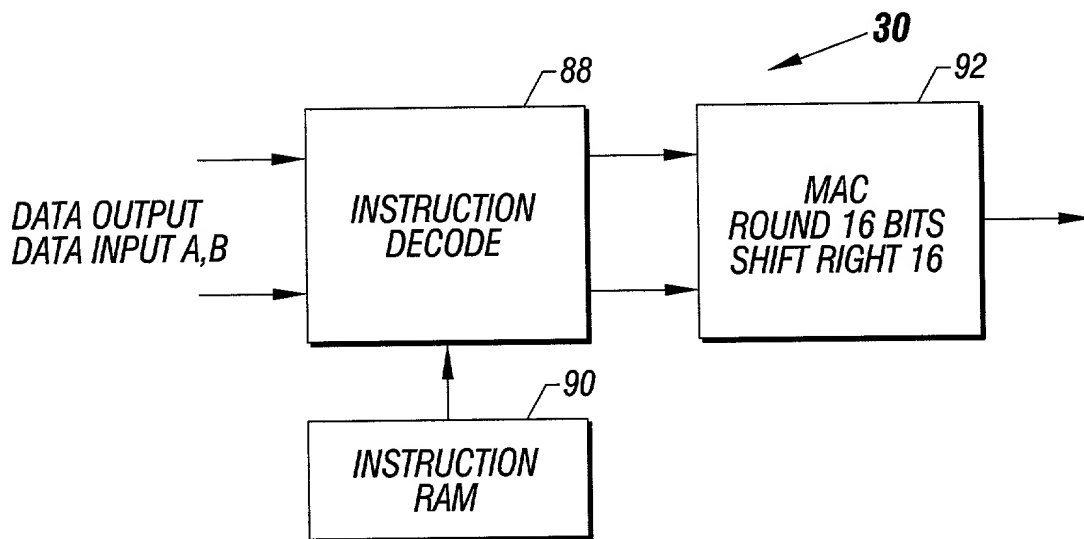 30
88
92
DATA OUTPUT
DATA INPUT A,B
INSTRUCTION
DECODE
MAC
ROUND 16 BITS
SHIFT RIGHT 16
90
INSTRUCTION
RAM